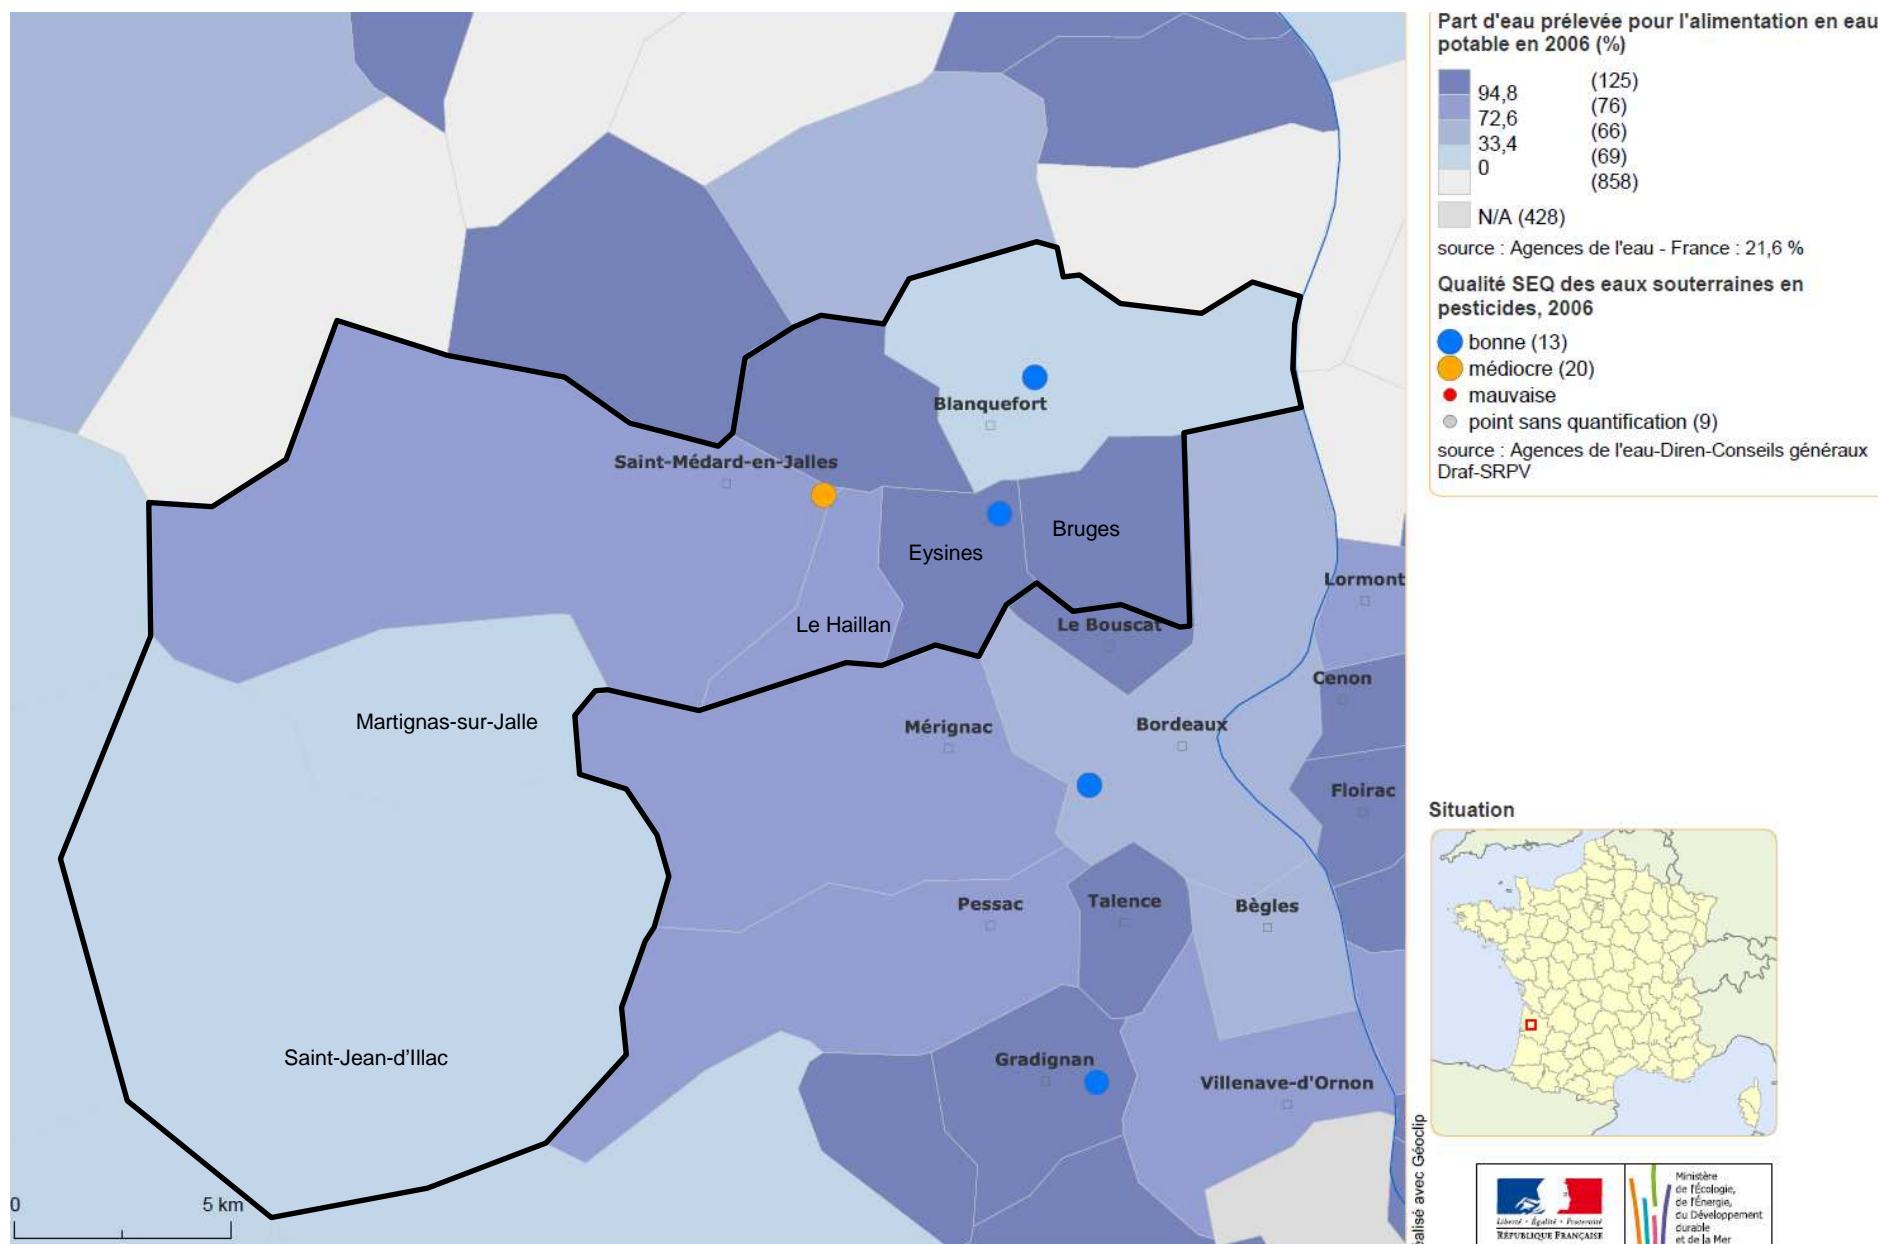 Part d'eau prélevée pour l'alimentation en eau
potable en 2006 (%)
(125)
94,8
(76)
72,6
(66)
33,4
(69)
0
(858)
N/A (428)
source : Agences de l'eau - France : 21,6 %
Qualité SEQ des eaux souterraines en
pesticides, 2006
bonne (13)
médiocre (20)
mauvaise
point sans quantification (9)
source : Agences de l'eau-Diren-Conseils généraux
Draf-SRPV
Blanquefort
Saint-Médard-en-Jalles
Bruges
Eysines
Lormont
Le Haillan
Le Bouscat
Cenon
Martignas-sur-Jalle
Mérignac
Bordeaux
Floirac
Pessac
Talence
Bègles
Saint-Jean-d'Illac
Gradignan
Villenave-d'Ornon
0
5 km
Situation
éalisé avec Géoclip
Liberté • Égalité • Fraternité
RÉPUBLIQUE FRANÇAISE
Ministère
de l'Écologie,
de l'Énergie,
du Développement
durable
et de la Mer